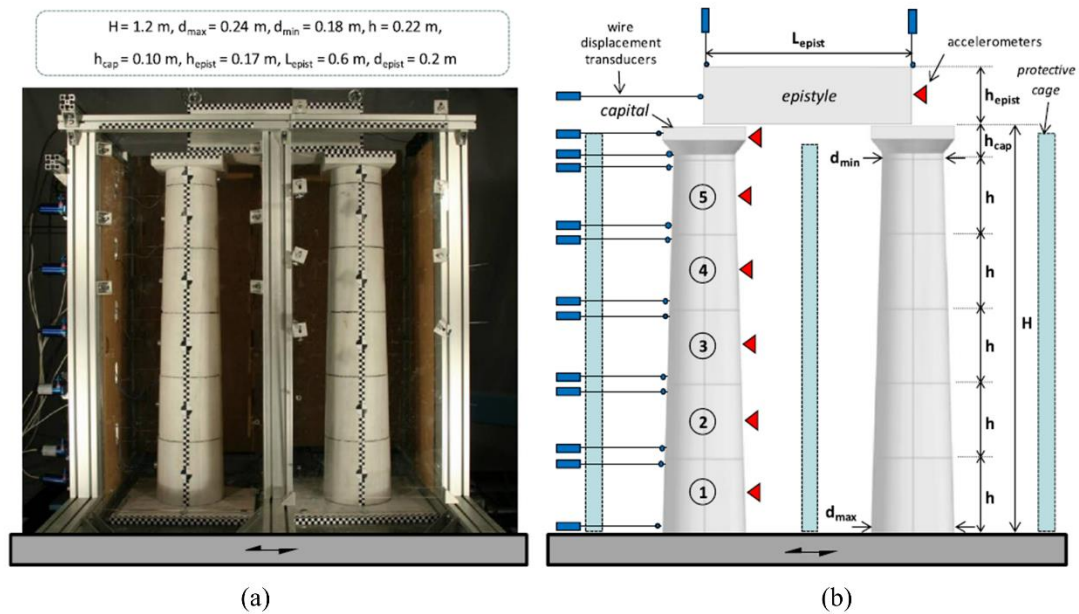 H = 1.2 m, dmax = 0.24 m, dmin = 0.18 m, h = 0.22 m,
hcap = 0.10 m, hepist = 0.17 m, Lepist = 0.6 m, depist = 0.2 m
wire
displacement
transducers
Lepist
accelerometers
protective
cage
epistyle
hepist
capital
hcap
dmin
5
h
4
h
H
3
h
2
h
1
h
dmax
(a)
(b)